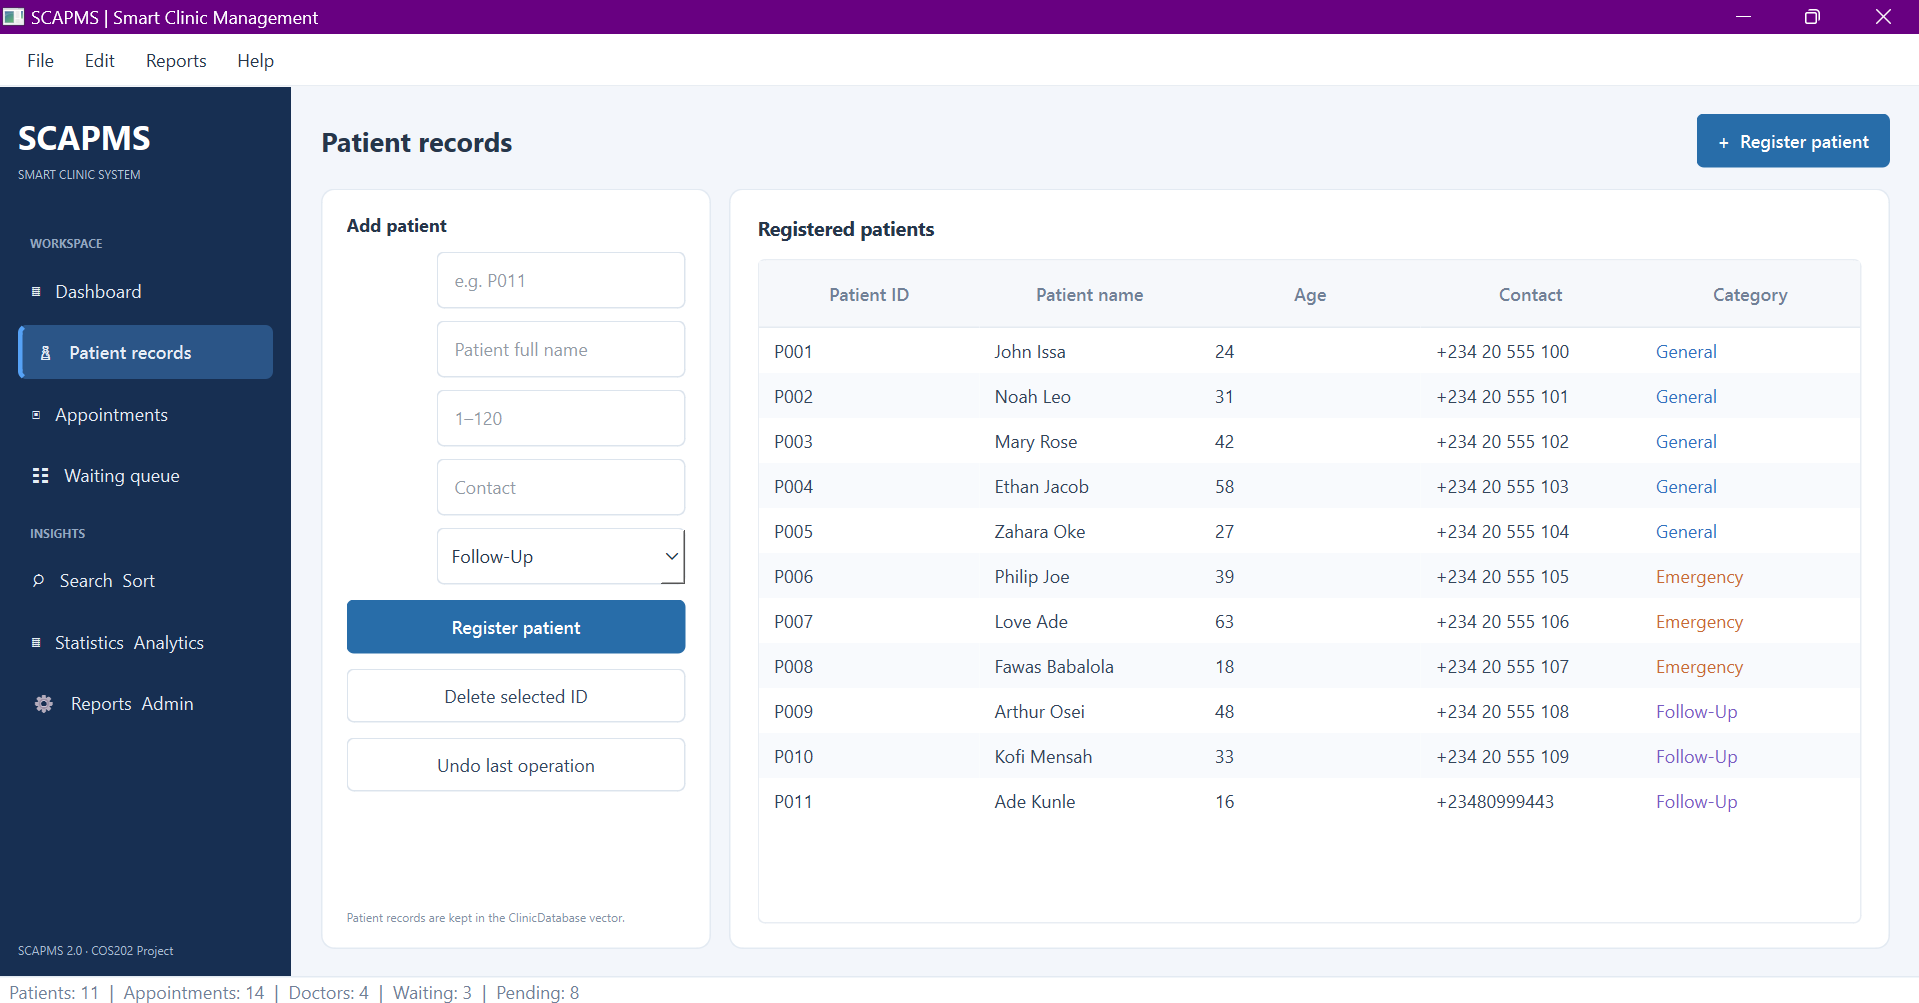 SCAPMS | Smart Clinic Management
File Edit Reports Help
SCAPMS
SMART CLINIC SYSTEM
WORKSPACE
Dashboard
Patient records
Appointments
Waiting queue
INSIGHTS
Search Sort
Statistics Analytics
Reports Admin
SCAPMS 2.0 · COS202 Project
Patient records
+ Register patient
Add patient
e.g. P011
Patient full name
1–120
Contact
Follow-Up
Register patient
Delete selected ID
Undo last operation
Patient records are kept in the ClinicDatabase vector.
Registered patients
Patient ID Patient name Age Contact Category
P001 John Issa 24 +234 20 555 100 General
P002 Noah Leo 31 +234 20 555 101 General
P003 Mary Rose 42 +234 20 555 102 General
P004 Ethan Jacob 58 +234 20 555 103 General
P005 Zahara Oke 27 +234 20 555 104 General
P006 Philip Joe 39 +234 20 555 105 Emergency
P007 Love Ade 63 +234 20 555 106 Emergency
P008 Fawas Babalola 18 +234 20 555 107 Emergency
P009 Arthur Osei 48 +234 20 555 108 Follow-Up
P010 Kofi Mensah 33 +234 20 555 109 Follow-Up
P011 Ade Kunle 16 +23480999443 Follow-Up
Patients: 11 | Appointments: 14 | Doctors: 4 | Waiting: 3 | Pending: 8